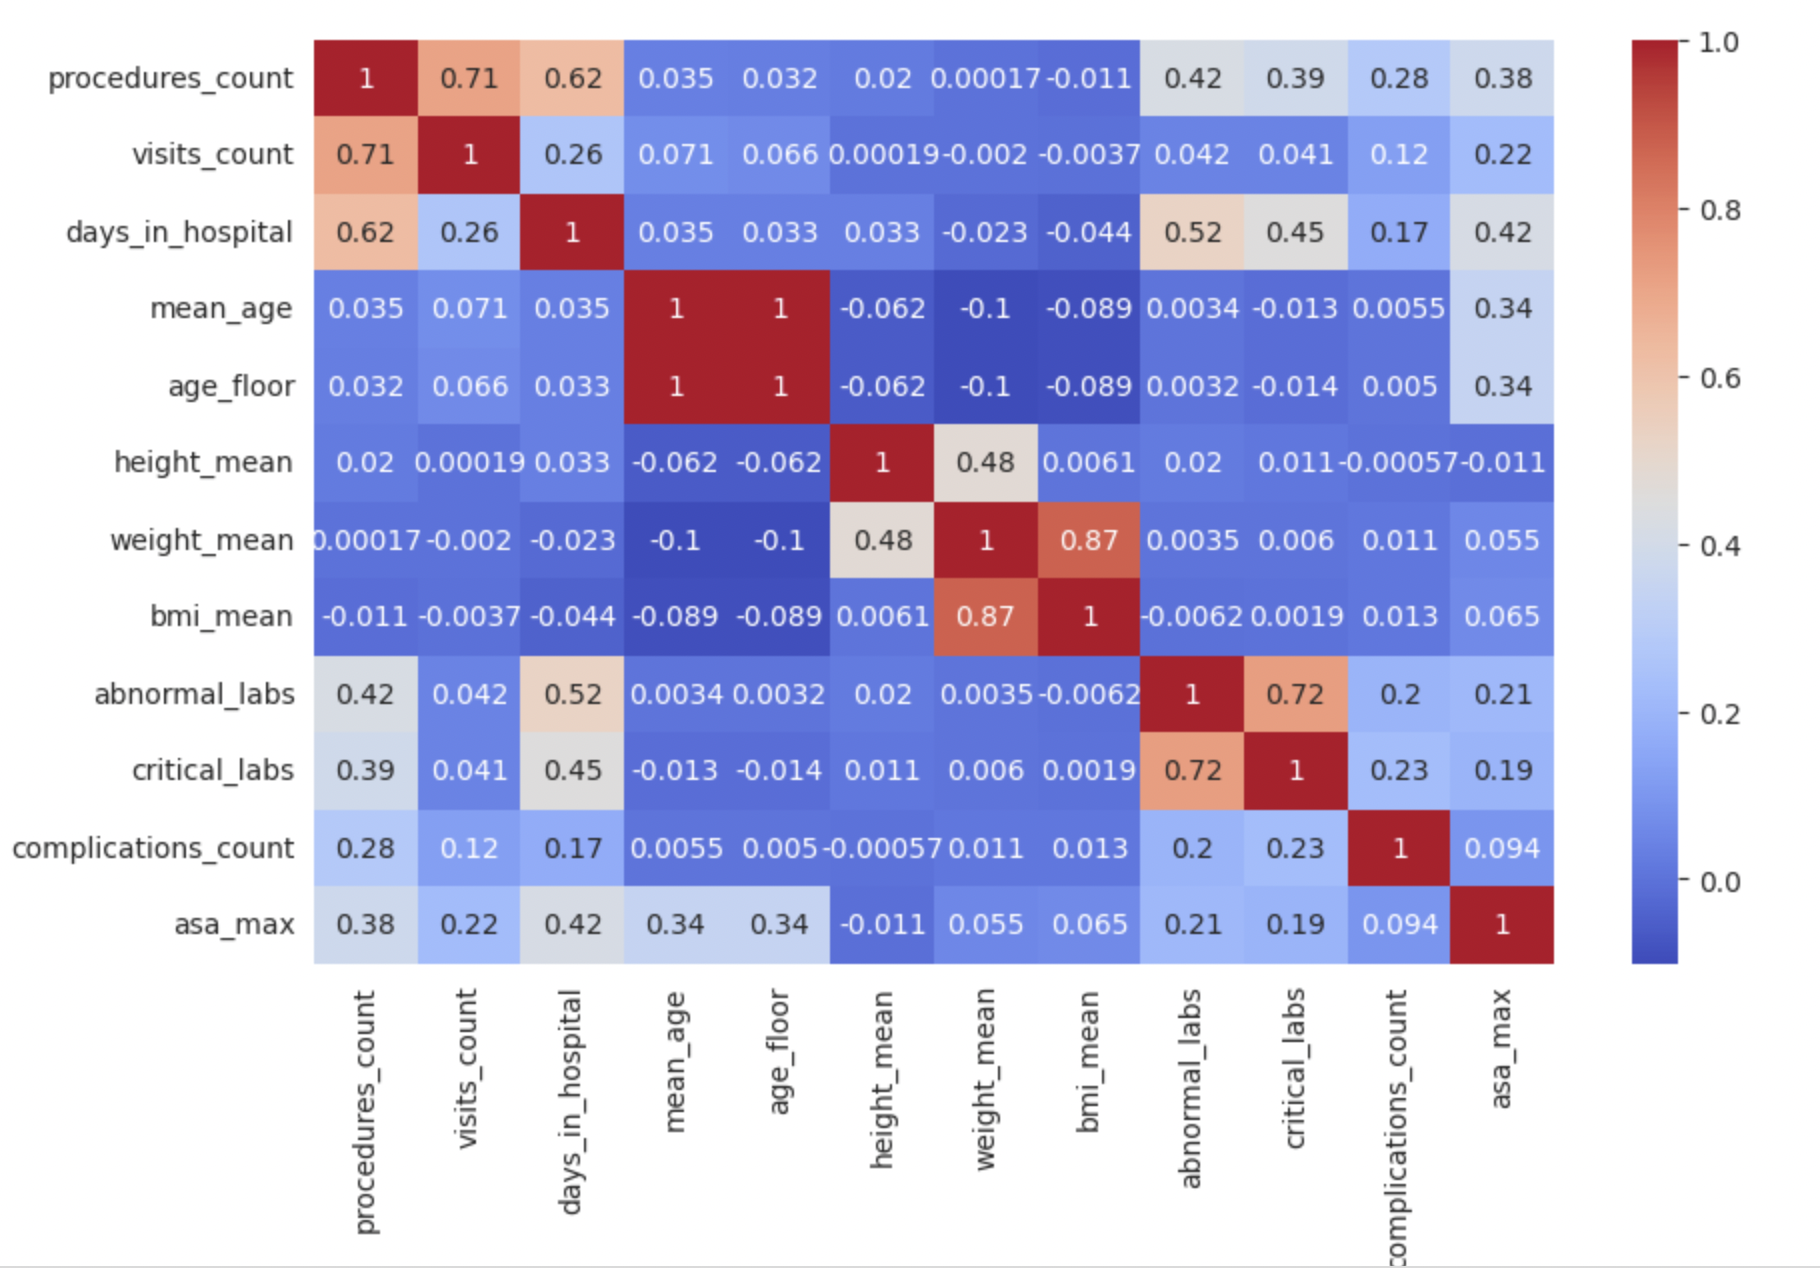 procedures_count 1 0.71 0.62 0.035 0.032 0.02 0.00017 -0.011 0.42 0.39 0.28 0.38
visits_count 0.71 1 0.26 0.071 0.066 0.00019 -0.002 -0.0037 0.042 0.041 0.12 0.22
days_in_hospital 0.62 0.26 1 0.035 0.033 0.033 -0.023 -0.044 0.52 0.45 0.17 0.42
mean_age 0.035 0.071 0.035 1 1 -0.062 -0.1 -0.089 0.0034 -0.013 0.0055 0.34
age_floor 0.032 0.066 0.033 1 1 -0.062 -0.1 -0.089 0.0032 -0.014 0.005 0.34
height_mean 0.02 0.00019 0.033 -0.062 -0.062 1 0.48 0.0061 0.02 0.011 -0.00057 -0.011
weight_mean 0.00017 -0.002 -0.023 -0.1 -0.1 0.48 1 0.87 0.0035 0.006 0.011 0.055
bmi_mean -0.011 -0.0037 -0.044 -0.089 -0.089 0.0061 0.87 1 -0.0062 0.0019 0.013 0.065
abnormal_labs 0.42 0.042 0.52 0.0034 0.0032 0.02 0.0035 -0.0062 1 0.72 0.2 0.21
critical_labs 0.39 0.041 0.45 -0.013 -0.014 0.011 0.006 0.0019 0.72 1 0.23 0.19
complications_count 0.28 0.12 0.17 0.0055 0.005 -0.00057 0.011 0.013 0.2 0.23 1 0.094
asa_max 0.38 0.22 0.42 0.34 0.34 -0.011 0.055 0.065 0.21 0.19 0.094 1
procedures_count
visits_count
days_in_hospital
mean_age
age_floor
height_mean
weight_mean
bmi_mean
abnormal_labs
critical_labs
complications_count
asa_max
1.0
0.8
0.6
0.4
0.2
0.0